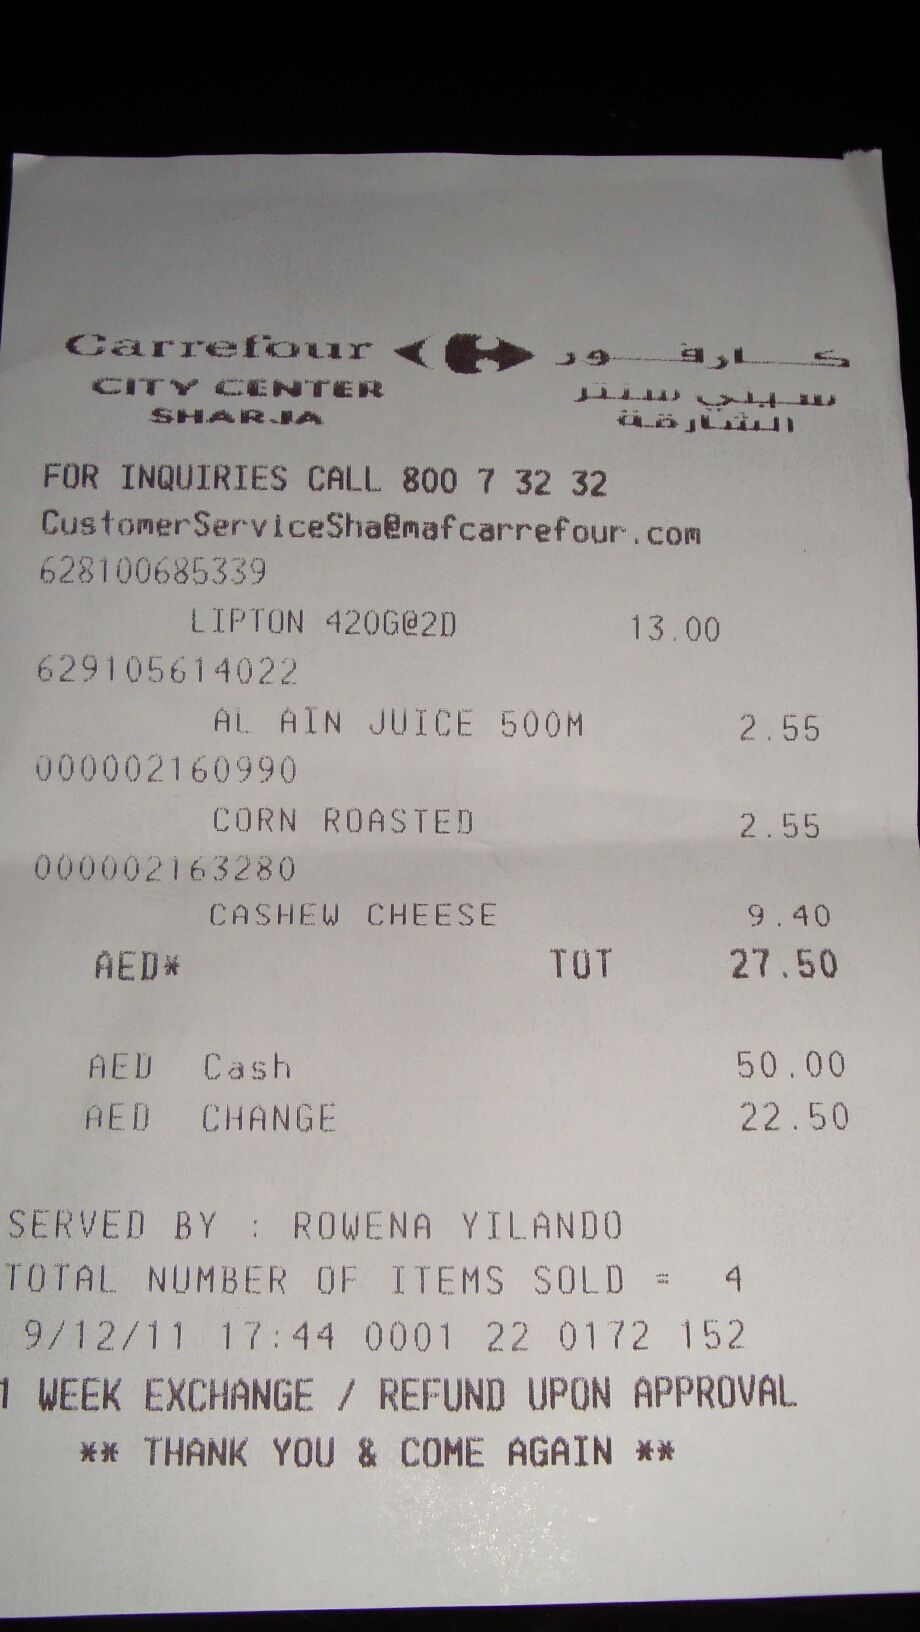 Carrefour كارفور
CITY CENTER سيتي سنتر
SHARJA الشارقة
FOR INQUIRIES CALL 800 7 32 32
CustomerServiceSha@mafcarrefour.com
628100685339
LIPTON 420G@2D 13.00
629105614022
AL AIN JUICE 500M 2.55
000002160990
CORN ROASTED 2.55
000002163280
CASHEW CHEESE 9.40
AED* TOT 27.50
AED Cash 50.00
AED CHANGE 22.50
SERVED BY : ROWENA YILANDO
TOTAL NUMBER OF ITEMS SOLD = 4
9/12/11 17:44 0001 22 0172 152
1 WEEK EXCHANGE / REFUND UPON APPROVAL
** THANK YOU & COME AGAIN **